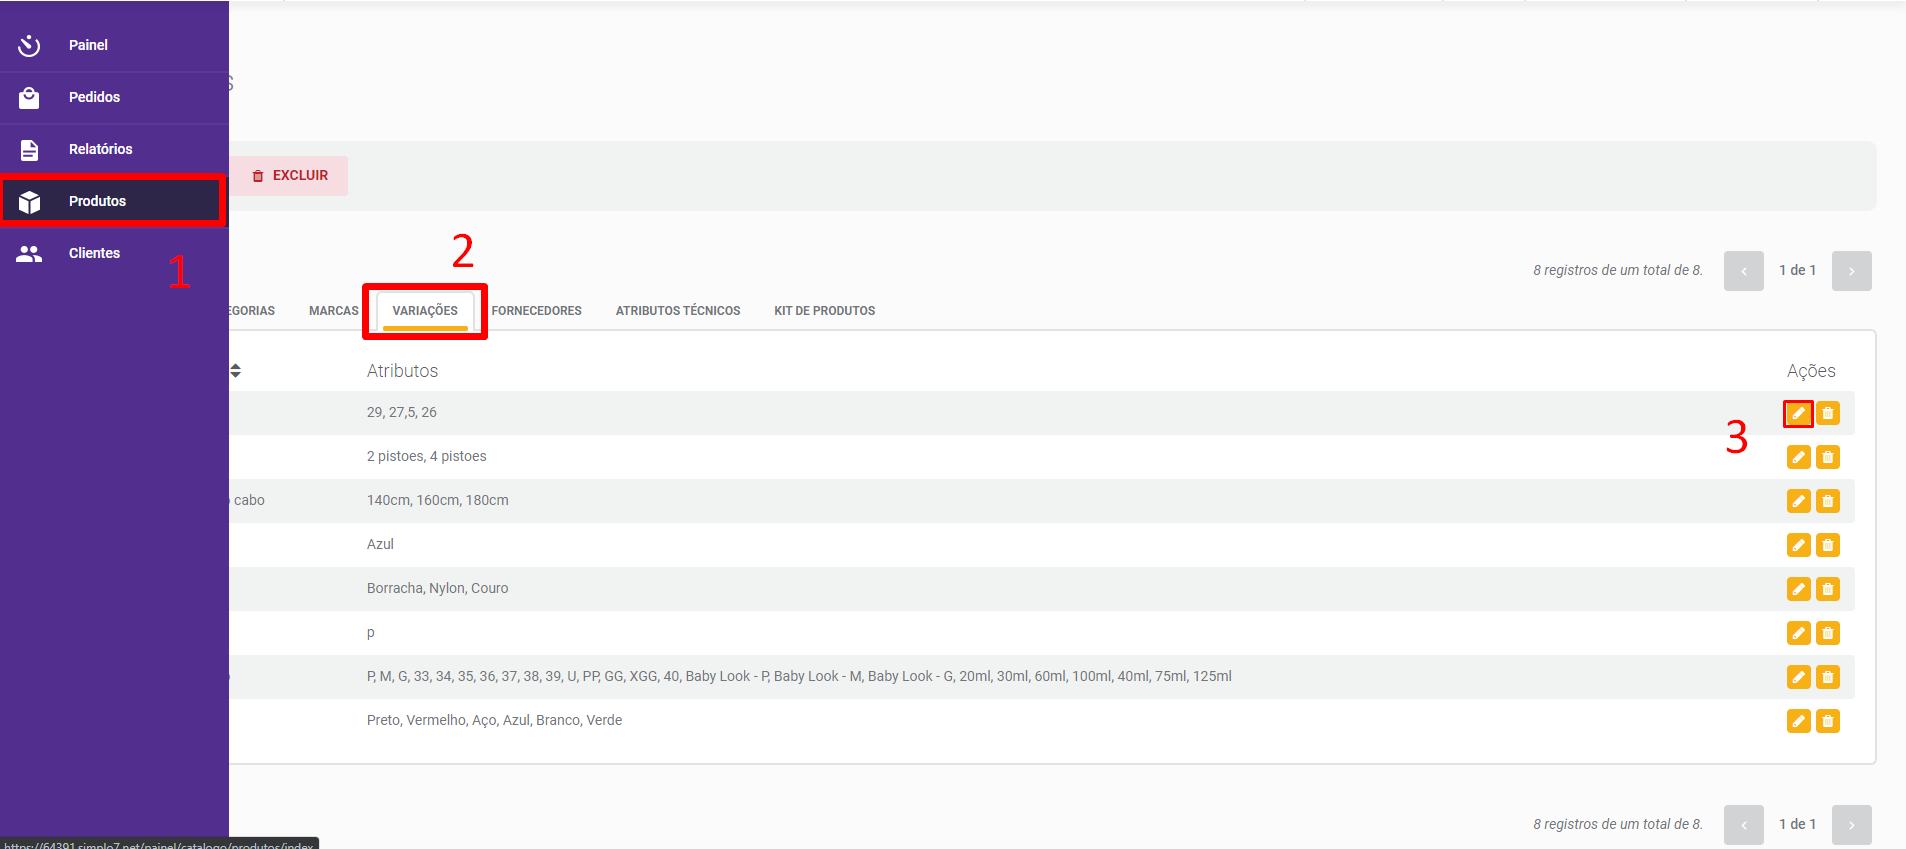 Painel
Pedidos
Relatórios
Produtos
Clientes
1
S
EXCLUIR
2
8 registros de um total de 8.
1 de 1
EGORIAS MARCAS VARIAÇÕES FORNECEDORES ATRIBUTOS TÉCNICOS KIT DE PRODUTOS
Atributos Ações
29, 27,5, 26
3
2 pistoes, 4 pistoes
cabo 140cm, 160cm, 180cm
Azul
Borracha, Nylon, Couro
p
P, M, G, 33, 34, 35, 36, 37, 38, 39, U, PP, GG, XGG, 40, Baby Look - P, Baby Look - M, Baby Look - G, 20ml, 30ml, 60ml, 100ml, 40ml, 75ml, 125ml
Preto, Vermelho, Aço, Azul, Branco, Verde
8 registros de um total de 8.
1 de 1
https://64391.simplo7.net/painel/catalogo/produtos/index